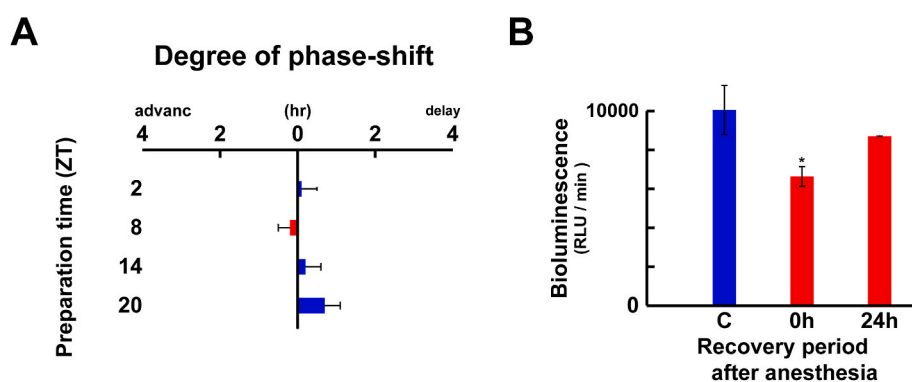 A
Degree of phase-shift
advanc (hr) delay
4 2 0 2 4
Preparation time (ZT)
2
8
14
20
B
Bioluminescence
(RLU / min)
10000
0
*
C 0h 24h
Recovery period
after anesthesia